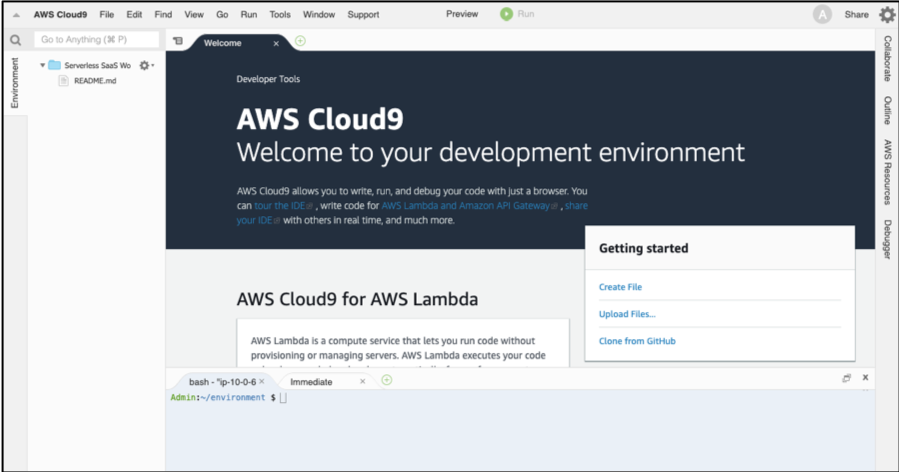 AWS Cloud9 File Edit Find View Go Run Tools Window Support Preview Run A Share
Go to Anything (⌘ P)
Welcome
Environment
Serverless SaaS Wo
README.md
Developer Tools
AWS Cloud9
Welcome to your development environment
AWS Cloud9 allows you to write, run, and debug your code with just a browser. You
can tour the IDE , write code for AWS Lambda and Amazon API Gateway , share
your IDE with others in real time, and much more.
Getting started
Create File
Upload Files...
Clone from GitHub
AWS Cloud9 for AWS Lambda
AWS Lambda is a compute service that lets you run code without
provisioning or managing servers. AWS Lambda executes your code
Collaborate
Outline
AWS Resources
Debugger
bash - "ip-10-0-6 Immediate
Admin:~/environment $